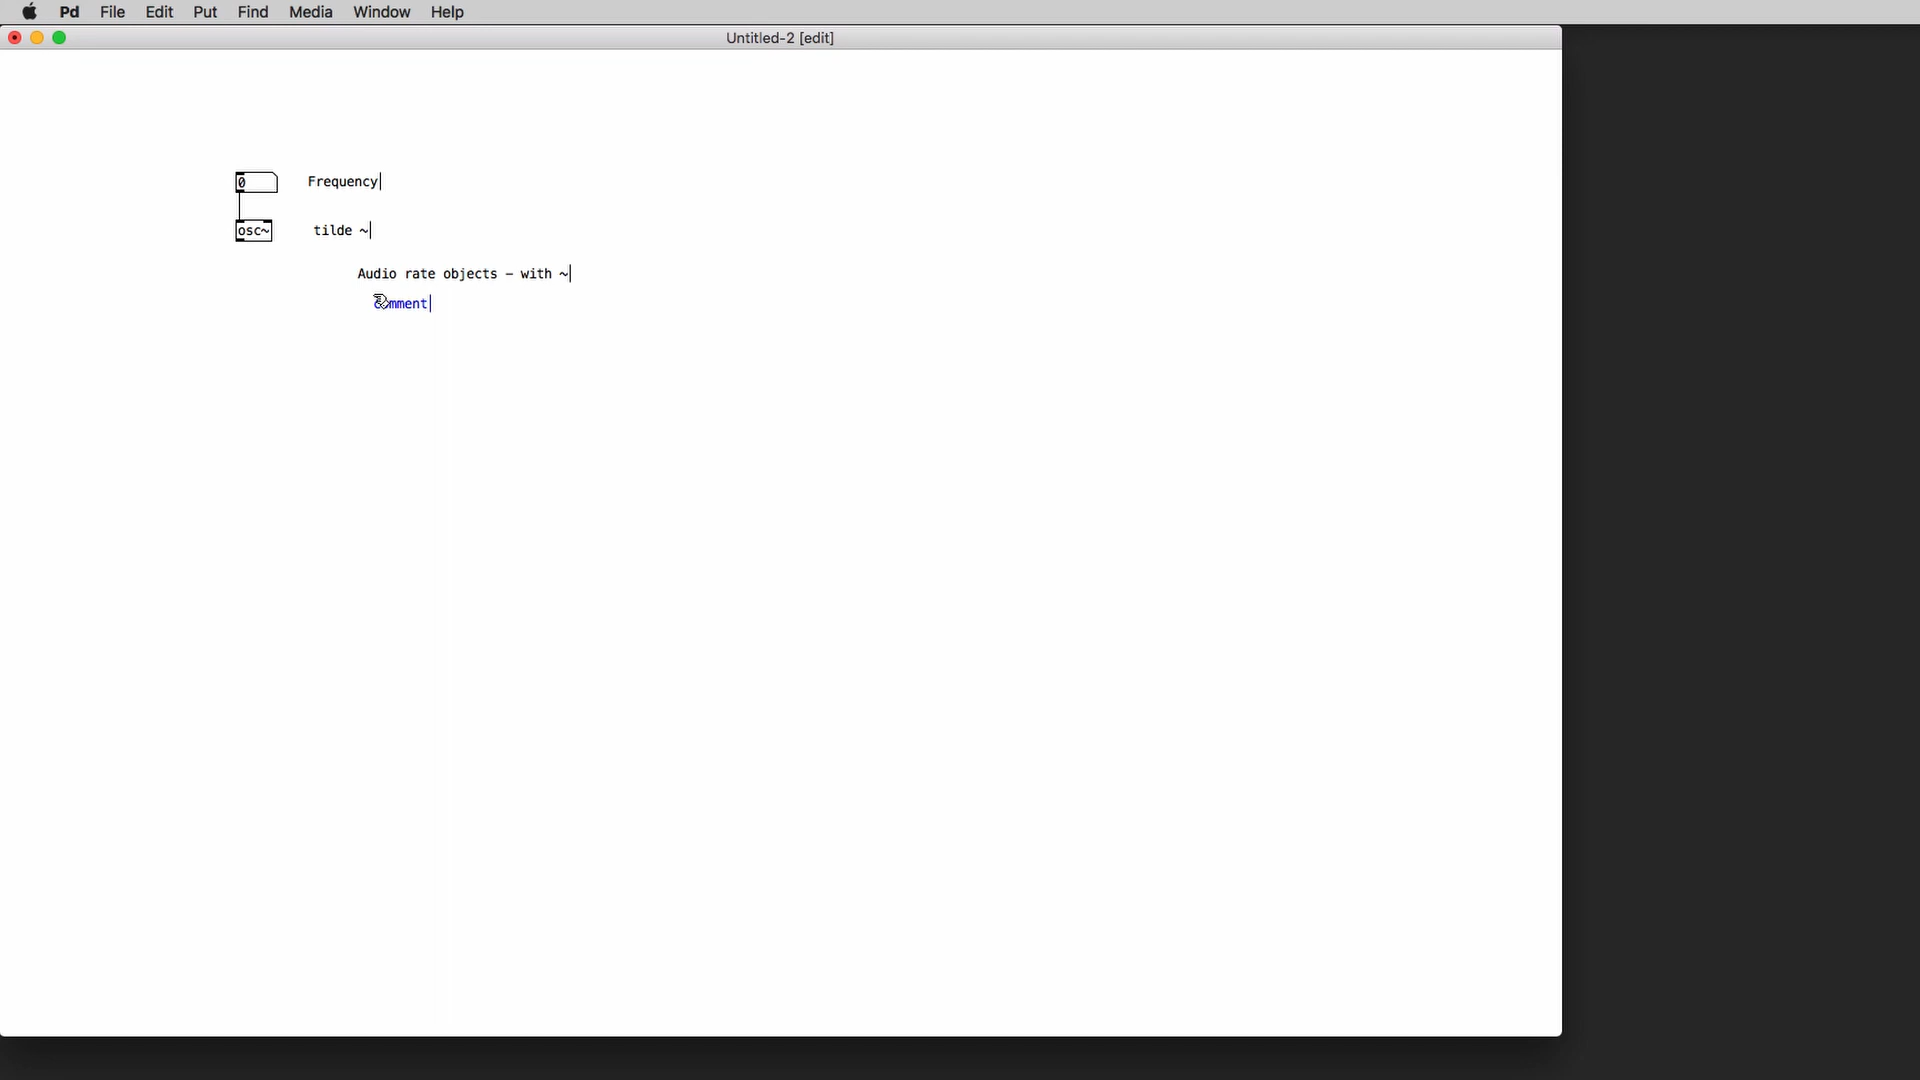 Pd File Edit Put Find Media Window Help
Untitled-2 [edit]
0 Frequency
osc~ tilde ~
Audio rate objects – with ~
comment